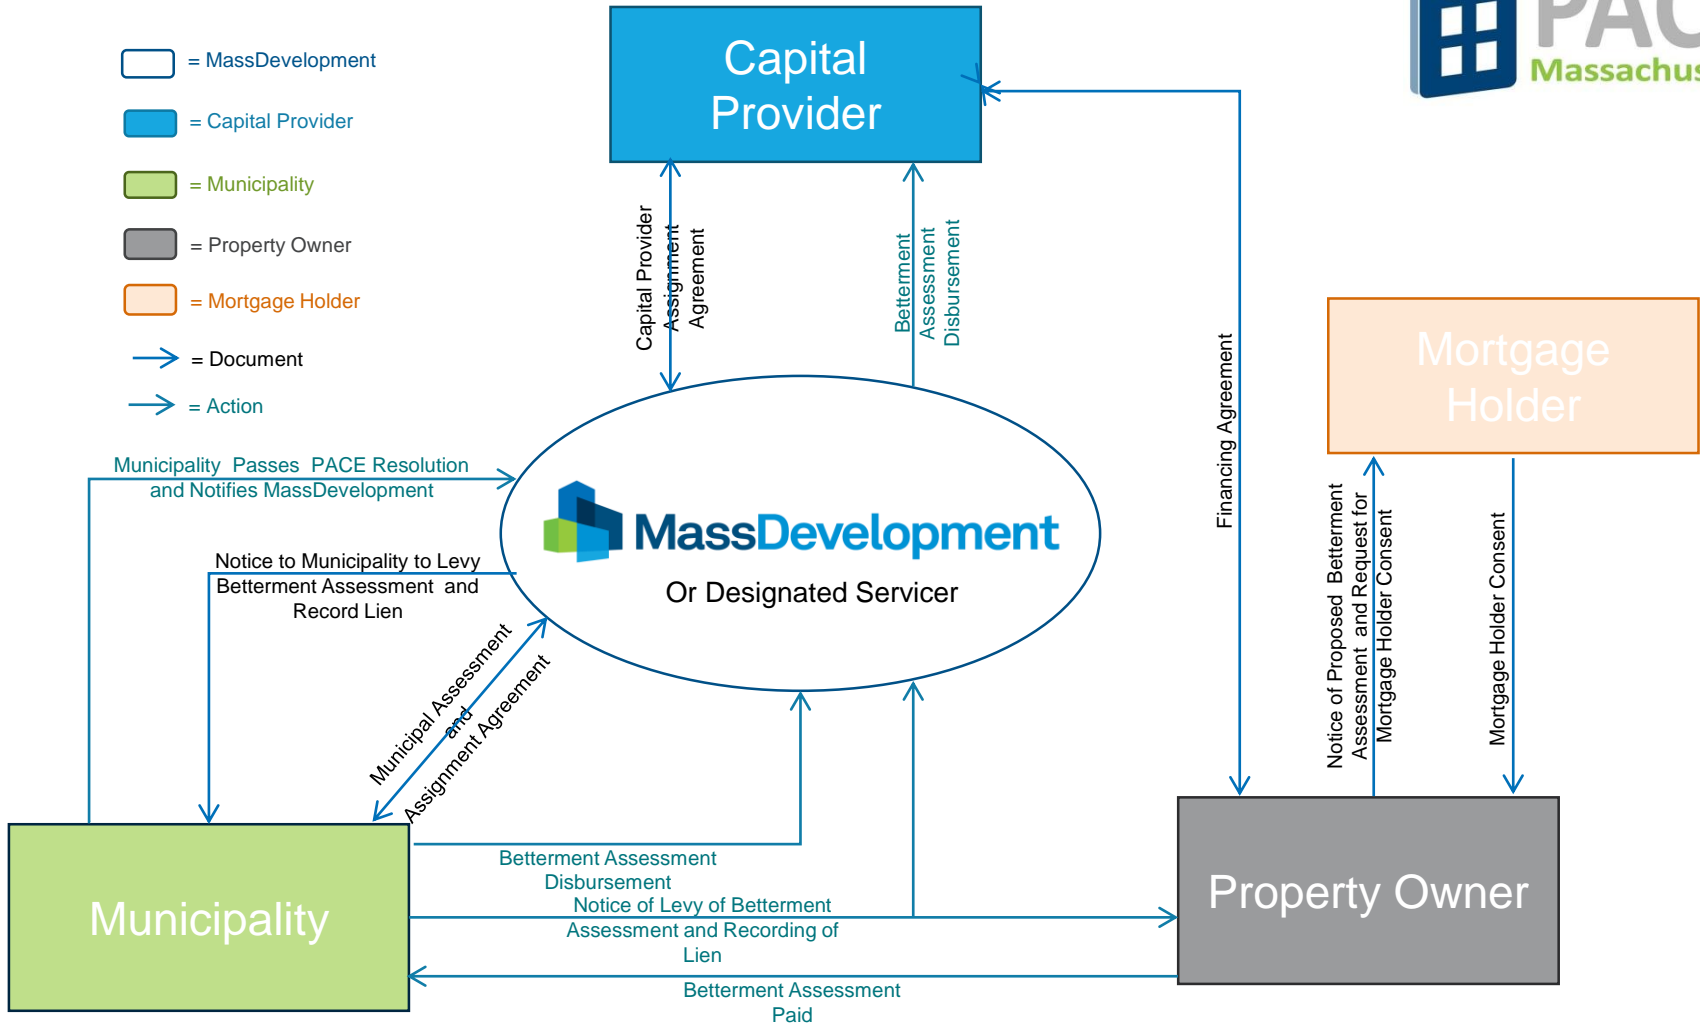 = MassDevelopment
= Capital Provider
= Municipality
= Property Owner
= Mortgage Holder
= Document
= Action
Capital
Provider
Massachus
Capital Provider
Assignment
Agreement
Betterment
Assessment
Disbursement
Financing Agreement
Mortgage
Holder
Municipality Passes PACE Resolution
and Notifies MassDevelopment
MassDevelopment
Or Designated Servicer
Notice to Municipality to Levy
Betterment Assessment and
Record Lien
Municipal Assessment
and
Assignment Agreement
Notice of Proposed Betterment
Assessment and Request for
Mortgage Holder Consent
Mortgage Holder Consent
Municipality
Betterment Assessment
Disbursement
Notice of Levy of Betterment
Assessment and Recording of
Lien
Betterment Assessment
Paid
Property Owner